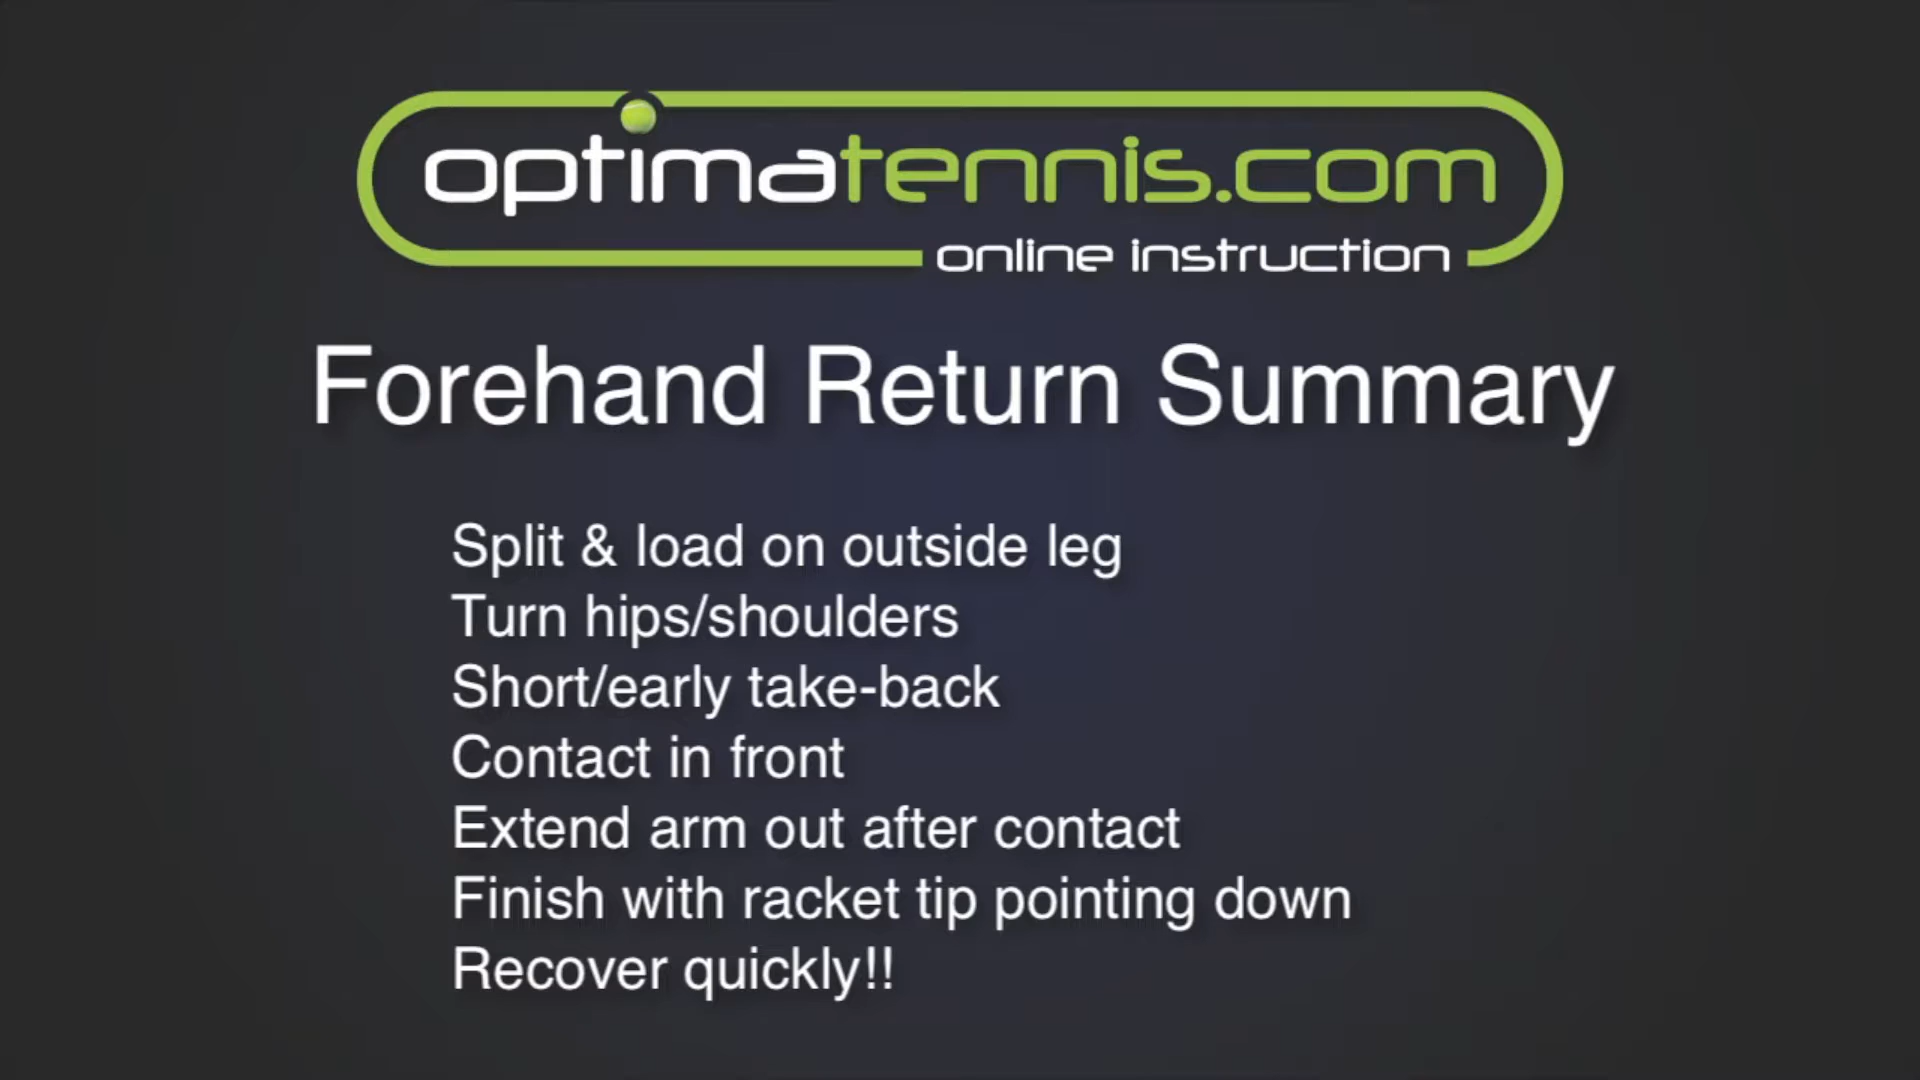 optimatennis.com
online instruction
Forehand Return Summary
Split & load on outside leg
Turn hips/shoulders
Short/early take-back
Contact in front
Extend arm out after contact
Finish with racket tip pointing down
Recover quickly!!